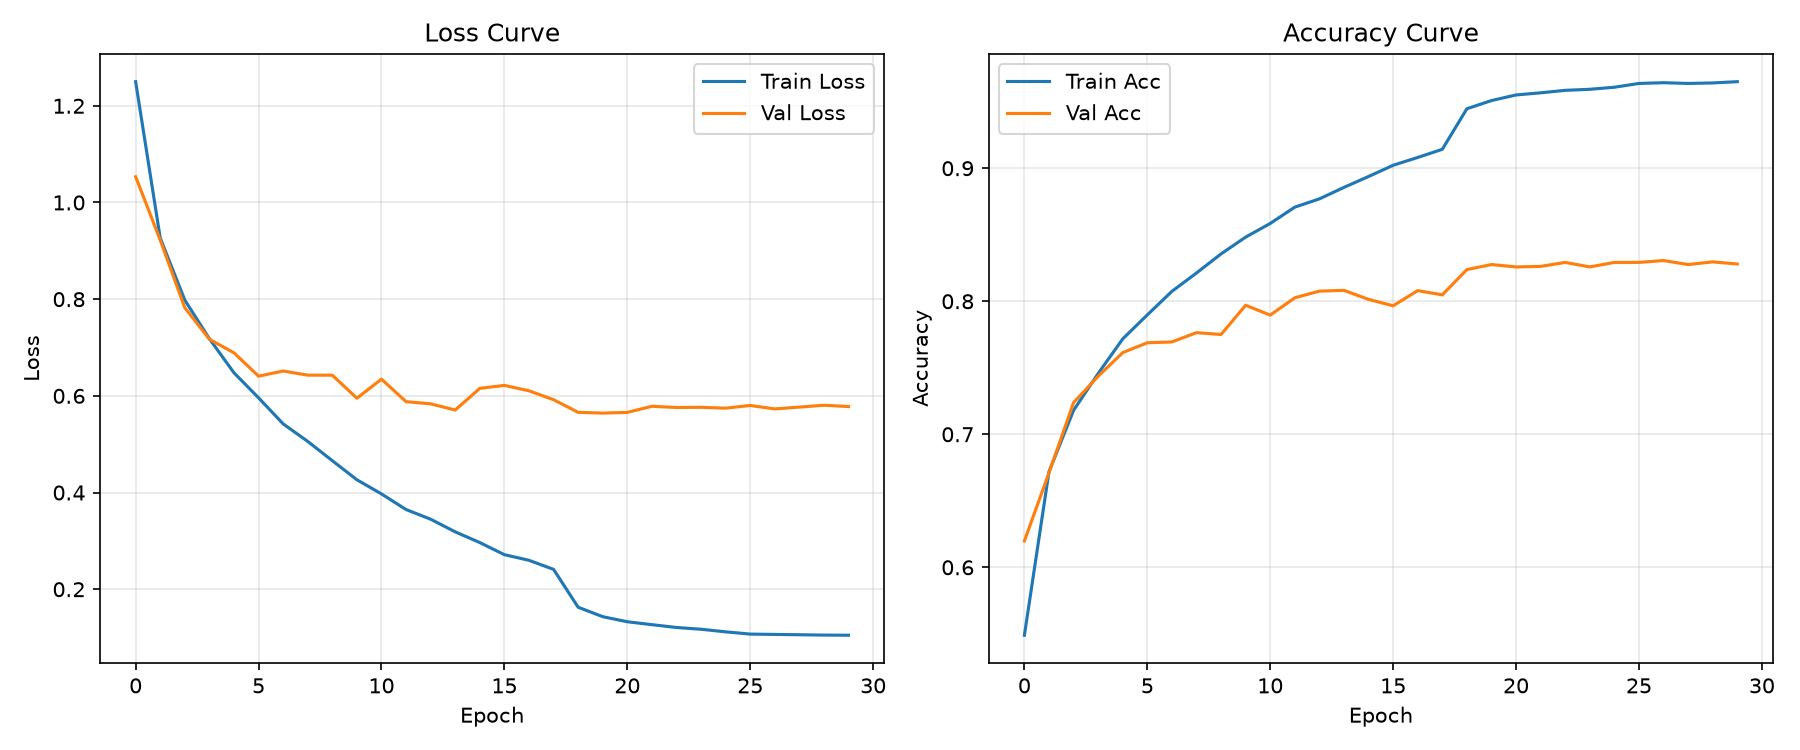 Loss Curve
Train Loss
Val Loss
1.2
1.0
0.8
0.6
0.4
0.2
Loss
0 5 10 15 20 25 30
Epoch
Accuracy Curve
Train Acc
Val Acc
0.9
0.8
0.7
0.6
Accuracy
0 5 10 15 20 25 30
Epoch